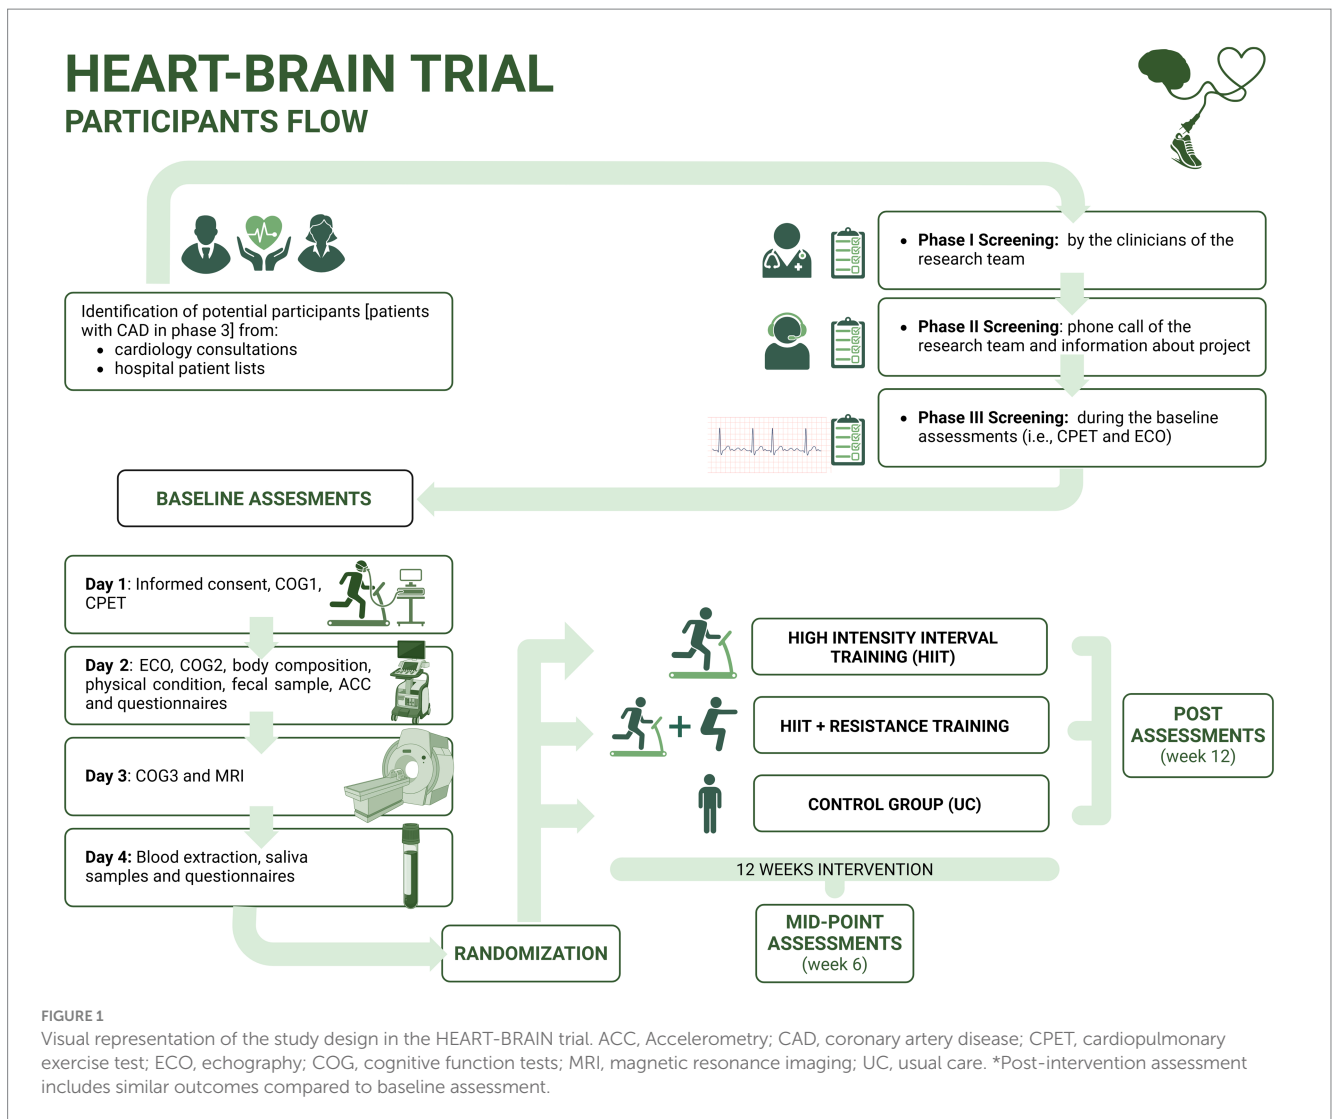 HEART-BRAIN TRIAL
PARTICIPANTS FLOW
Identification of potential participants [patients
with CAD in phase 3] from:
• cardiology consultations
• hospital patient lists
• Phase I Screening: by the clinicians of the
research team
• Phase II Screening: phone call of the
research team and information about project
• Phase III Screening: during the baseline
assessments (i.e., CPET and ECO)
BASELINE ASSESMENTS
Day 1: Informed consent, COG1,
CPET
Day 2: ECO, COG2, body composition,
physical condition, fecal sample, ACC
and questionnaires
Day 3: COG3 and MRI
Day 4: Blood extraction, saliva
samples and questionnaires
RANDOMIZATION
HIGH INTENSITY INTERVAL
TRAINING (HIIT)
HIIT + RESISTANCE TRAINING
CONTROL GROUP (UC)
12 WEEKS INTERVENTION
MID-POINT
ASSESSMENTS
(week 6)
POST
ASSESSMENTS
(week 12)
FIGURE 1
Visual representation of the study design in the HEART-BRAIN trial. ACC, Accelerometry; CAD, coronary artery disease; CPET, cardiopulmonary
exercise test; ECO, echography; COG, cognitive function tests; MRI, magnetic resonance imaging; UC, usual care. *Post-intervention assessment
includes similar outcomes compared to baseline assessment.